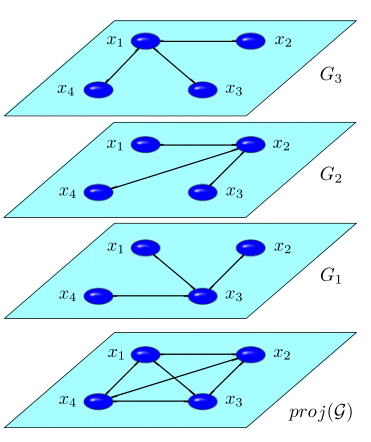 x₁ x₂
x₄ x₃ G₃
x₁ x₂
x₄ x₃ G₂
x₁ x₂
x₄ x₃ G₁
x₁ x₂
x₄ x₃
proj(𝒢)